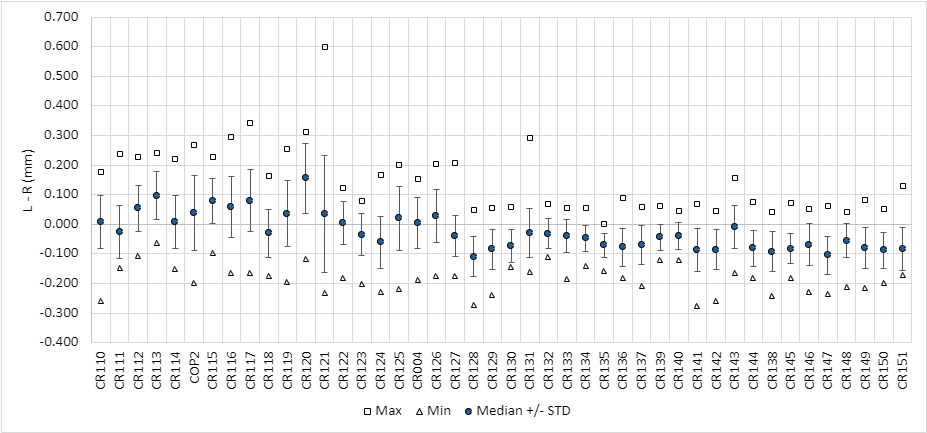 0.700
0.600
0.500
0.400
0.300
0.200
0.100
0.000
-0.100
-0.200
-0.300
-0.400
L - R (mm)
CR110
CR111
CR112
CR113
CR114
COP2
CR115
CR116
CR117
CR118
CR119
CR120
CR121
CR122
CR123
CR124
CR125
CR004
CR126
CR127
CR128
CR129
CR130
CR131
CR132
CR133
CR134
CR135
CR136
CR137
CR139
CR140
CR141
CR142
CR143
CR144
CR138
CR145
CR146
CR147
CR148
CR149
CR150
CR151
Max Min Median +/- STD